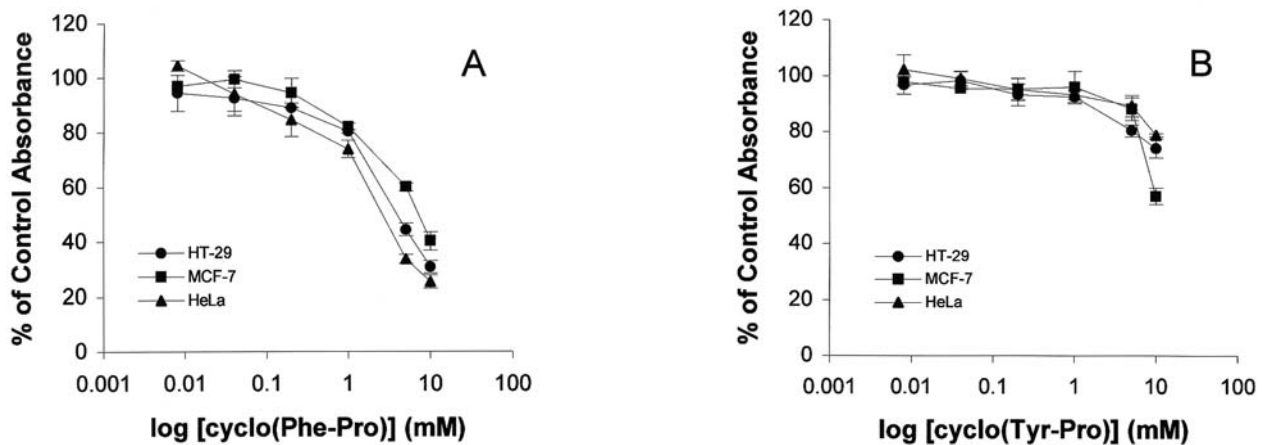 A
% of Control Absorbance
120
100
80
60
40
20
0
HT-29
MCF-7
HeLa
0.001 0.01 0.1 1 10 100
log [cyclo(Phe-Pro)] (mM)
B
% of Control Absorbance
120
100
80
60
40
20
0
HT-29
MCF-7
HeLa
0.001 0.01 0.1 1 10 100
log [cyclo(Tyr-Pro)] (mM)